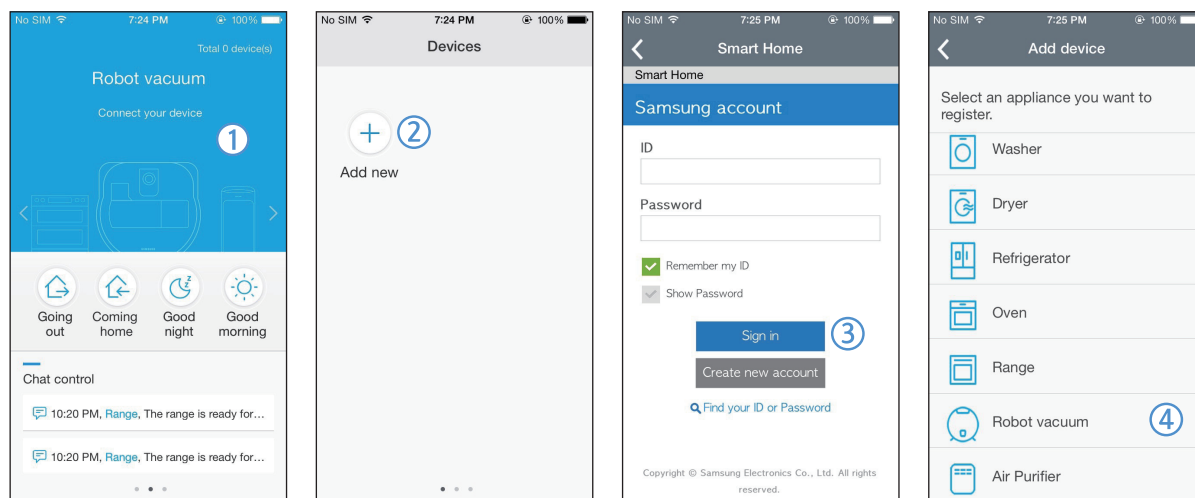 No SIM 7:24 PM 100%
Total 0 device(s)
Robot vacuum
Connect your device
①
Going out
Coming home
Good night
Good morning
Chat control
10:20 PM, Range, The range is ready for…
10:20 PM, Range, The range is ready for…
No SIM 7:24 PM 100%
Devices
②
Add new
No SIM 7:25 PM 100%
Smart Home
Smart Home
Samsung account
ID
Password
Remember my ID
Show Password
Sign in
③
Create new account
Find your ID or Password
Copyright © Samsung Electronics Co., Ltd. All rights
reserved.
No SIM 7:25 PM 100%
Add device
Select an appliance you want to
register.
Washer
Dryer
Refrigerator
Oven
Range
Robot vacuum
④
Air Purifier